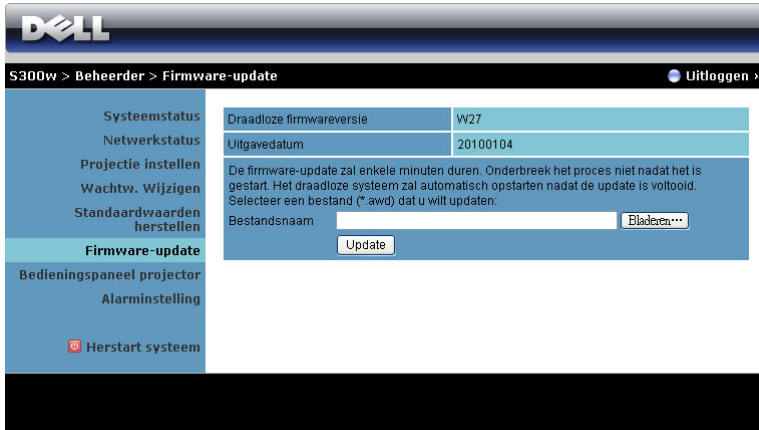 DELL
S300w > Beheerder > Firmware-update
Uitloggen ›
Systeemstatus
Netwerkstatus
Projectie instellen
Wachtw. Wijzigen
Standaardwaarden
herstellen
Firmware-update
Bedieningspaneel projector
Alarminstelling
Herstart systeem
Draadloze firmwareversie W27
Uitgavedatum 20100104
De firmware-update zal enkele minuten duren. Onderbreek het proces niet nadat het is
gestart. Het draadloze systeem zal automatisch opstarten nadat de update is voltooid.
Selecteer een bestand (*.awd) dat u wilt updaten:
Bestandsnaam Bladeren···
Update